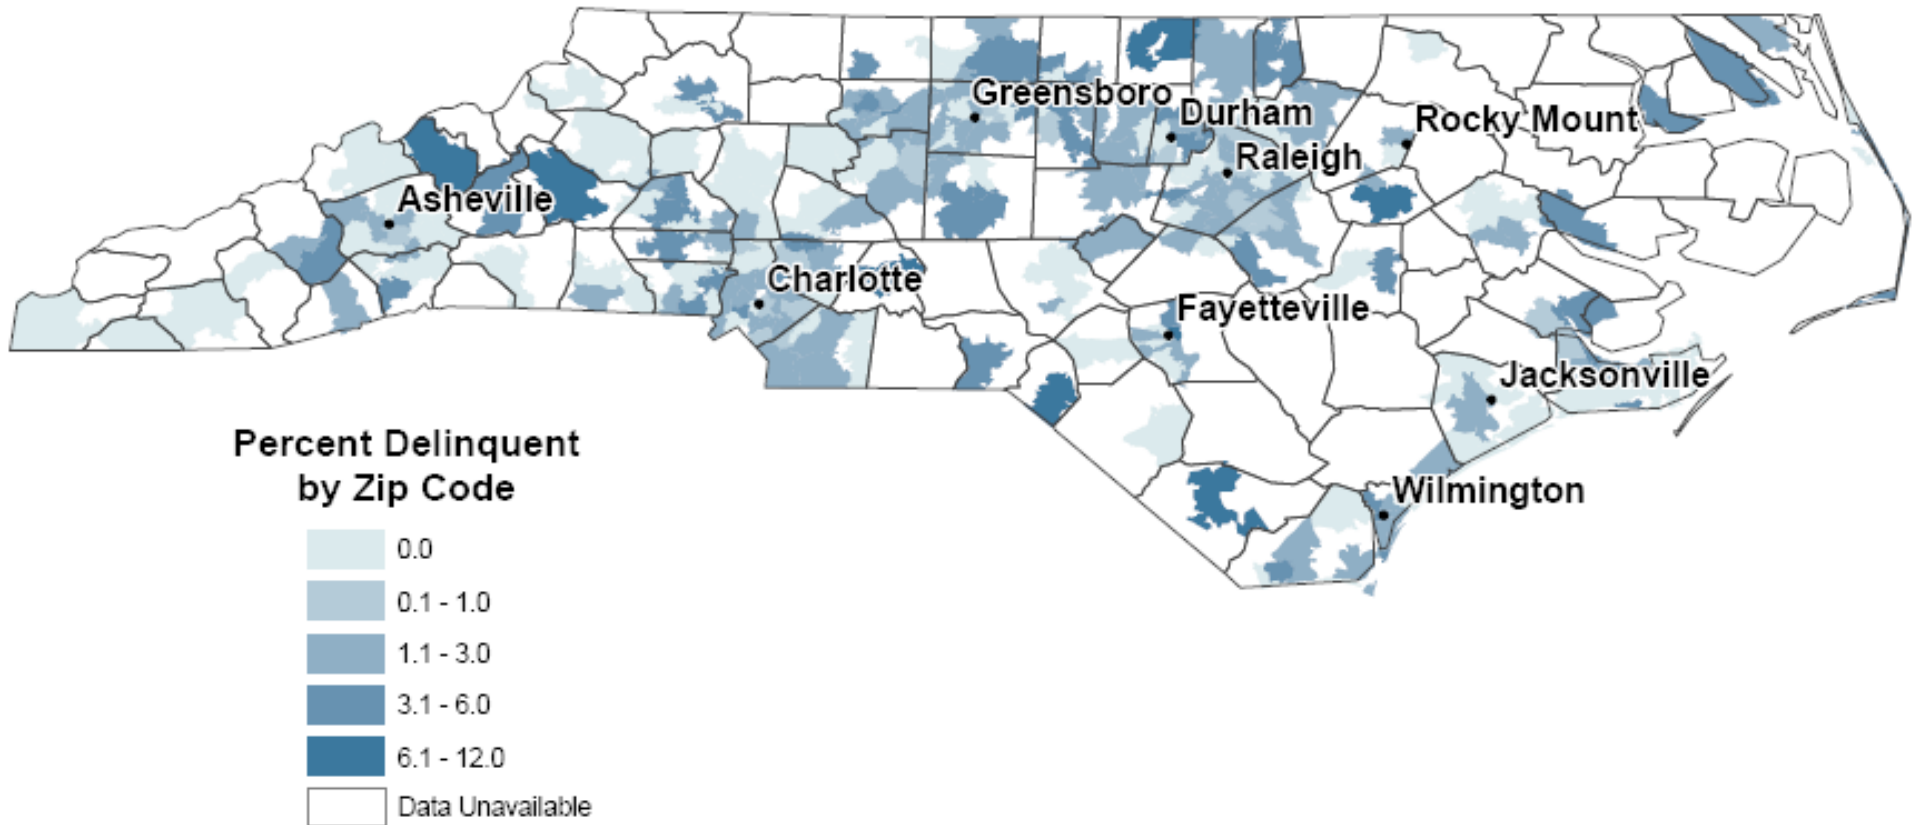 Greensboro
Durham
Rocky Mount
Raleigh
Asheville
Charlotte
Fayetteville
Jacksonville
Wilmington
Percent Delinquent
by Zip Code
0.0
0.1 - 1.0
1.1 - 3.0
3.1 - 6.0
6.1 - 12.0
Data Unavailable